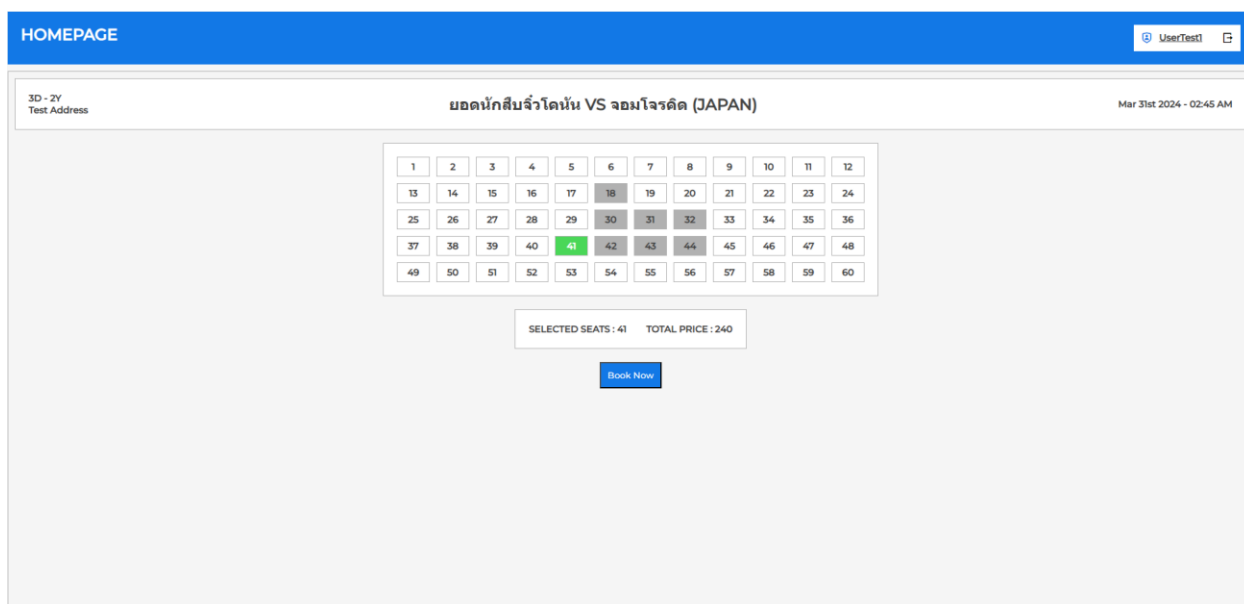 HOMEPAGE
UserTest1
3D - 2Y
Test Address
ยอดนักสืบจิ๋วโคนัน VS จอมโจรคิด (JAPAN)
Mar 31st 2024 - 02:45 AM
1 2 3 4 5 6 7 8 9 10 11 12
13 14 15 16 17 18 19 20 21 22 23 24
25 26 27 28 29 30 31 32 33 34 35 36
37 38 39 40 41 42 43 44 45 46 47 48
49 50 51 52 53 54 55 56 57 58 59 60
SELECTED SEATS : 41 TOTAL PRICE : 240
Book Now